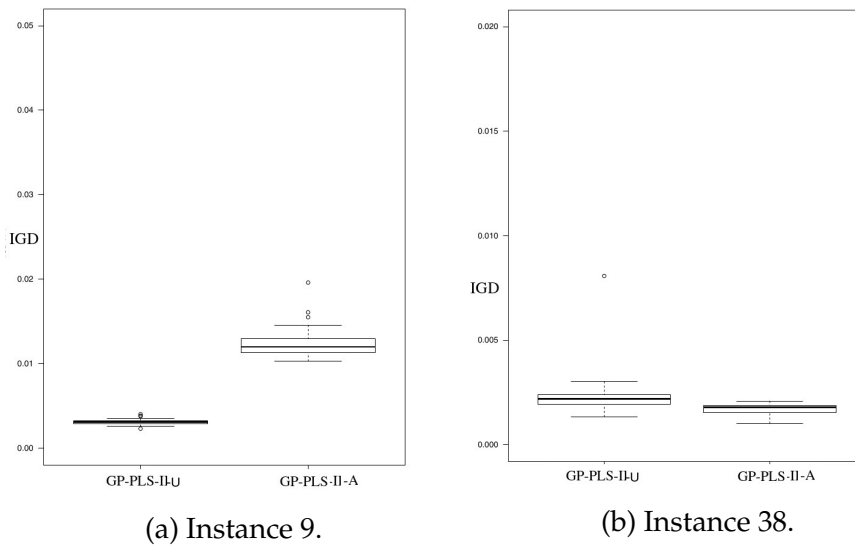 0.05
0.04
0.03
IGD
0.02
0.01
0.00
GP-PLS-II-U GP-PLS-II-A
(a) Instance 9.
0.020
0.015
0.010
IGD
0.005
0.000
GP-PLS-II-U GP-PLS-II-A
(b) Instance 38.